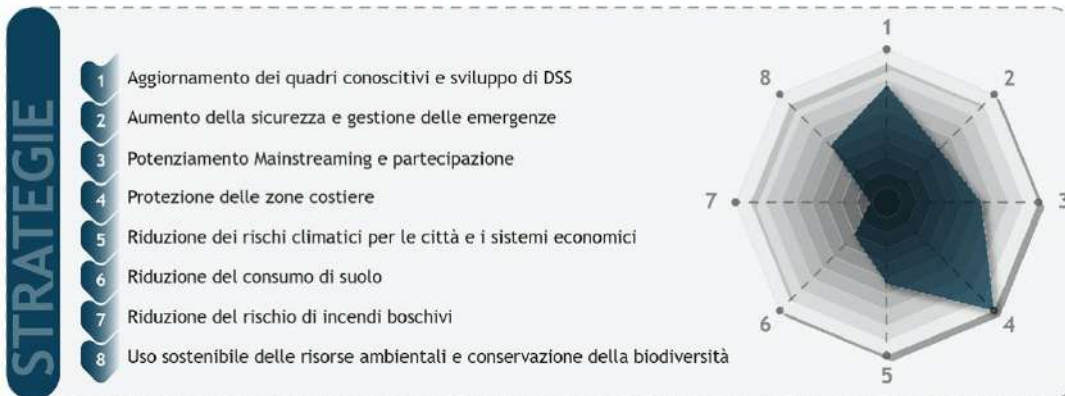 STRATEGIE
1 Aggiornamento dei quadri conoscitivi e sviluppo di DSS
2 Aumento della sicurezza e gestione delle emergenze
3 Potenziamento Mainstreaming e partecipazione
4 Protezione delle zone costiere
5 Riduzione dei rischi climatici per le città e i sistemi economici
6 Riduzione del consumo di suolo
7 Riduzione del rischio di incendi boschivi
8 Uso sostenibile delle risorse ambientali e conservazione della biodiversità
1
2
3
4
5
6
7
8